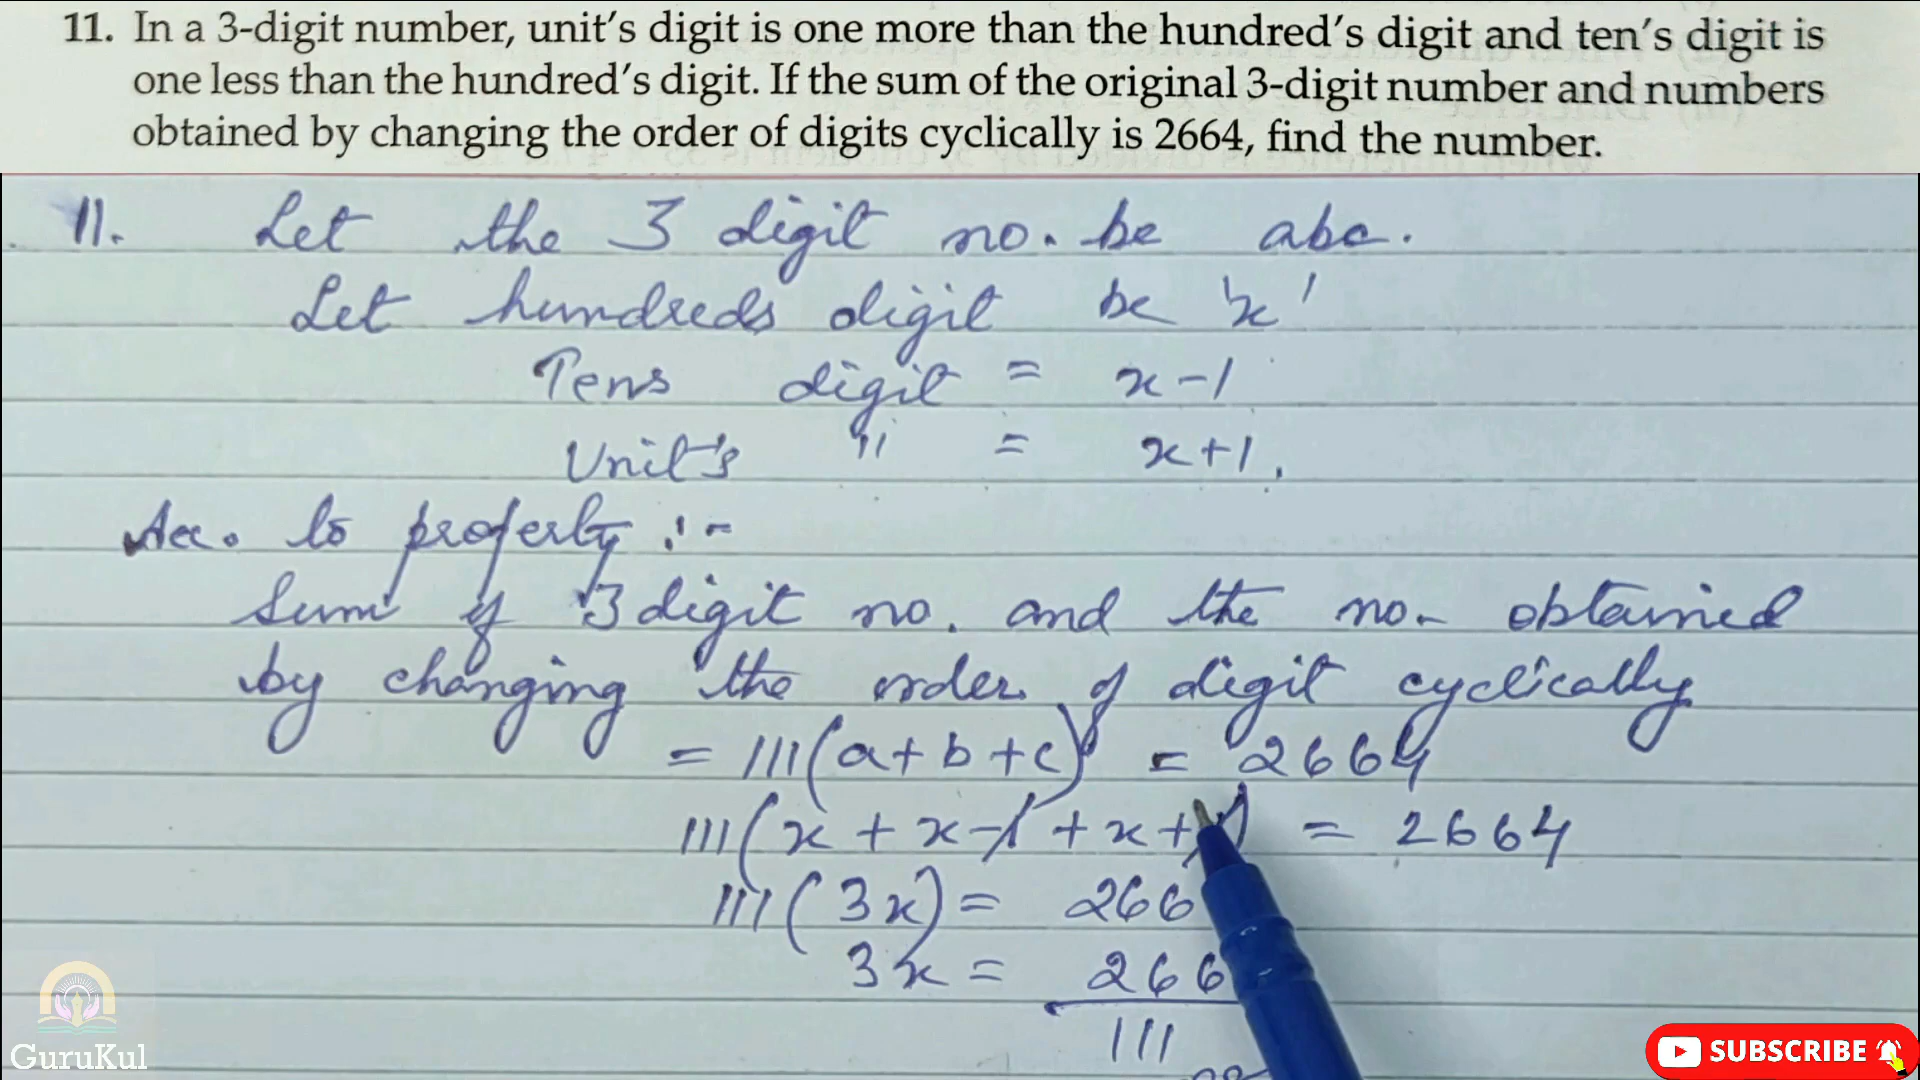 11. In a 3-digit number, unit's digit is one more than the hundred's digit and ten's digit is
one less than the hundred's digit. If the sum of the original 3-digit number and numbers
obtained by changing the order of digits cyclically is 2664, find the number.
11. Let the 3 digit no. be abc.
Let hundreds digit be 'x'
Tens digit = x-1
Unit's " = x+1.
Acc. to property :-
Sum of 3 digit no. and the no. obtained
by changing the order of digit cyclically
= 111(a+b+c) = 2664
111(x + x-1 + x+1) = 2664
111(3x) = 266
3x = 266
111
GuruKul
SUBSCRIBE